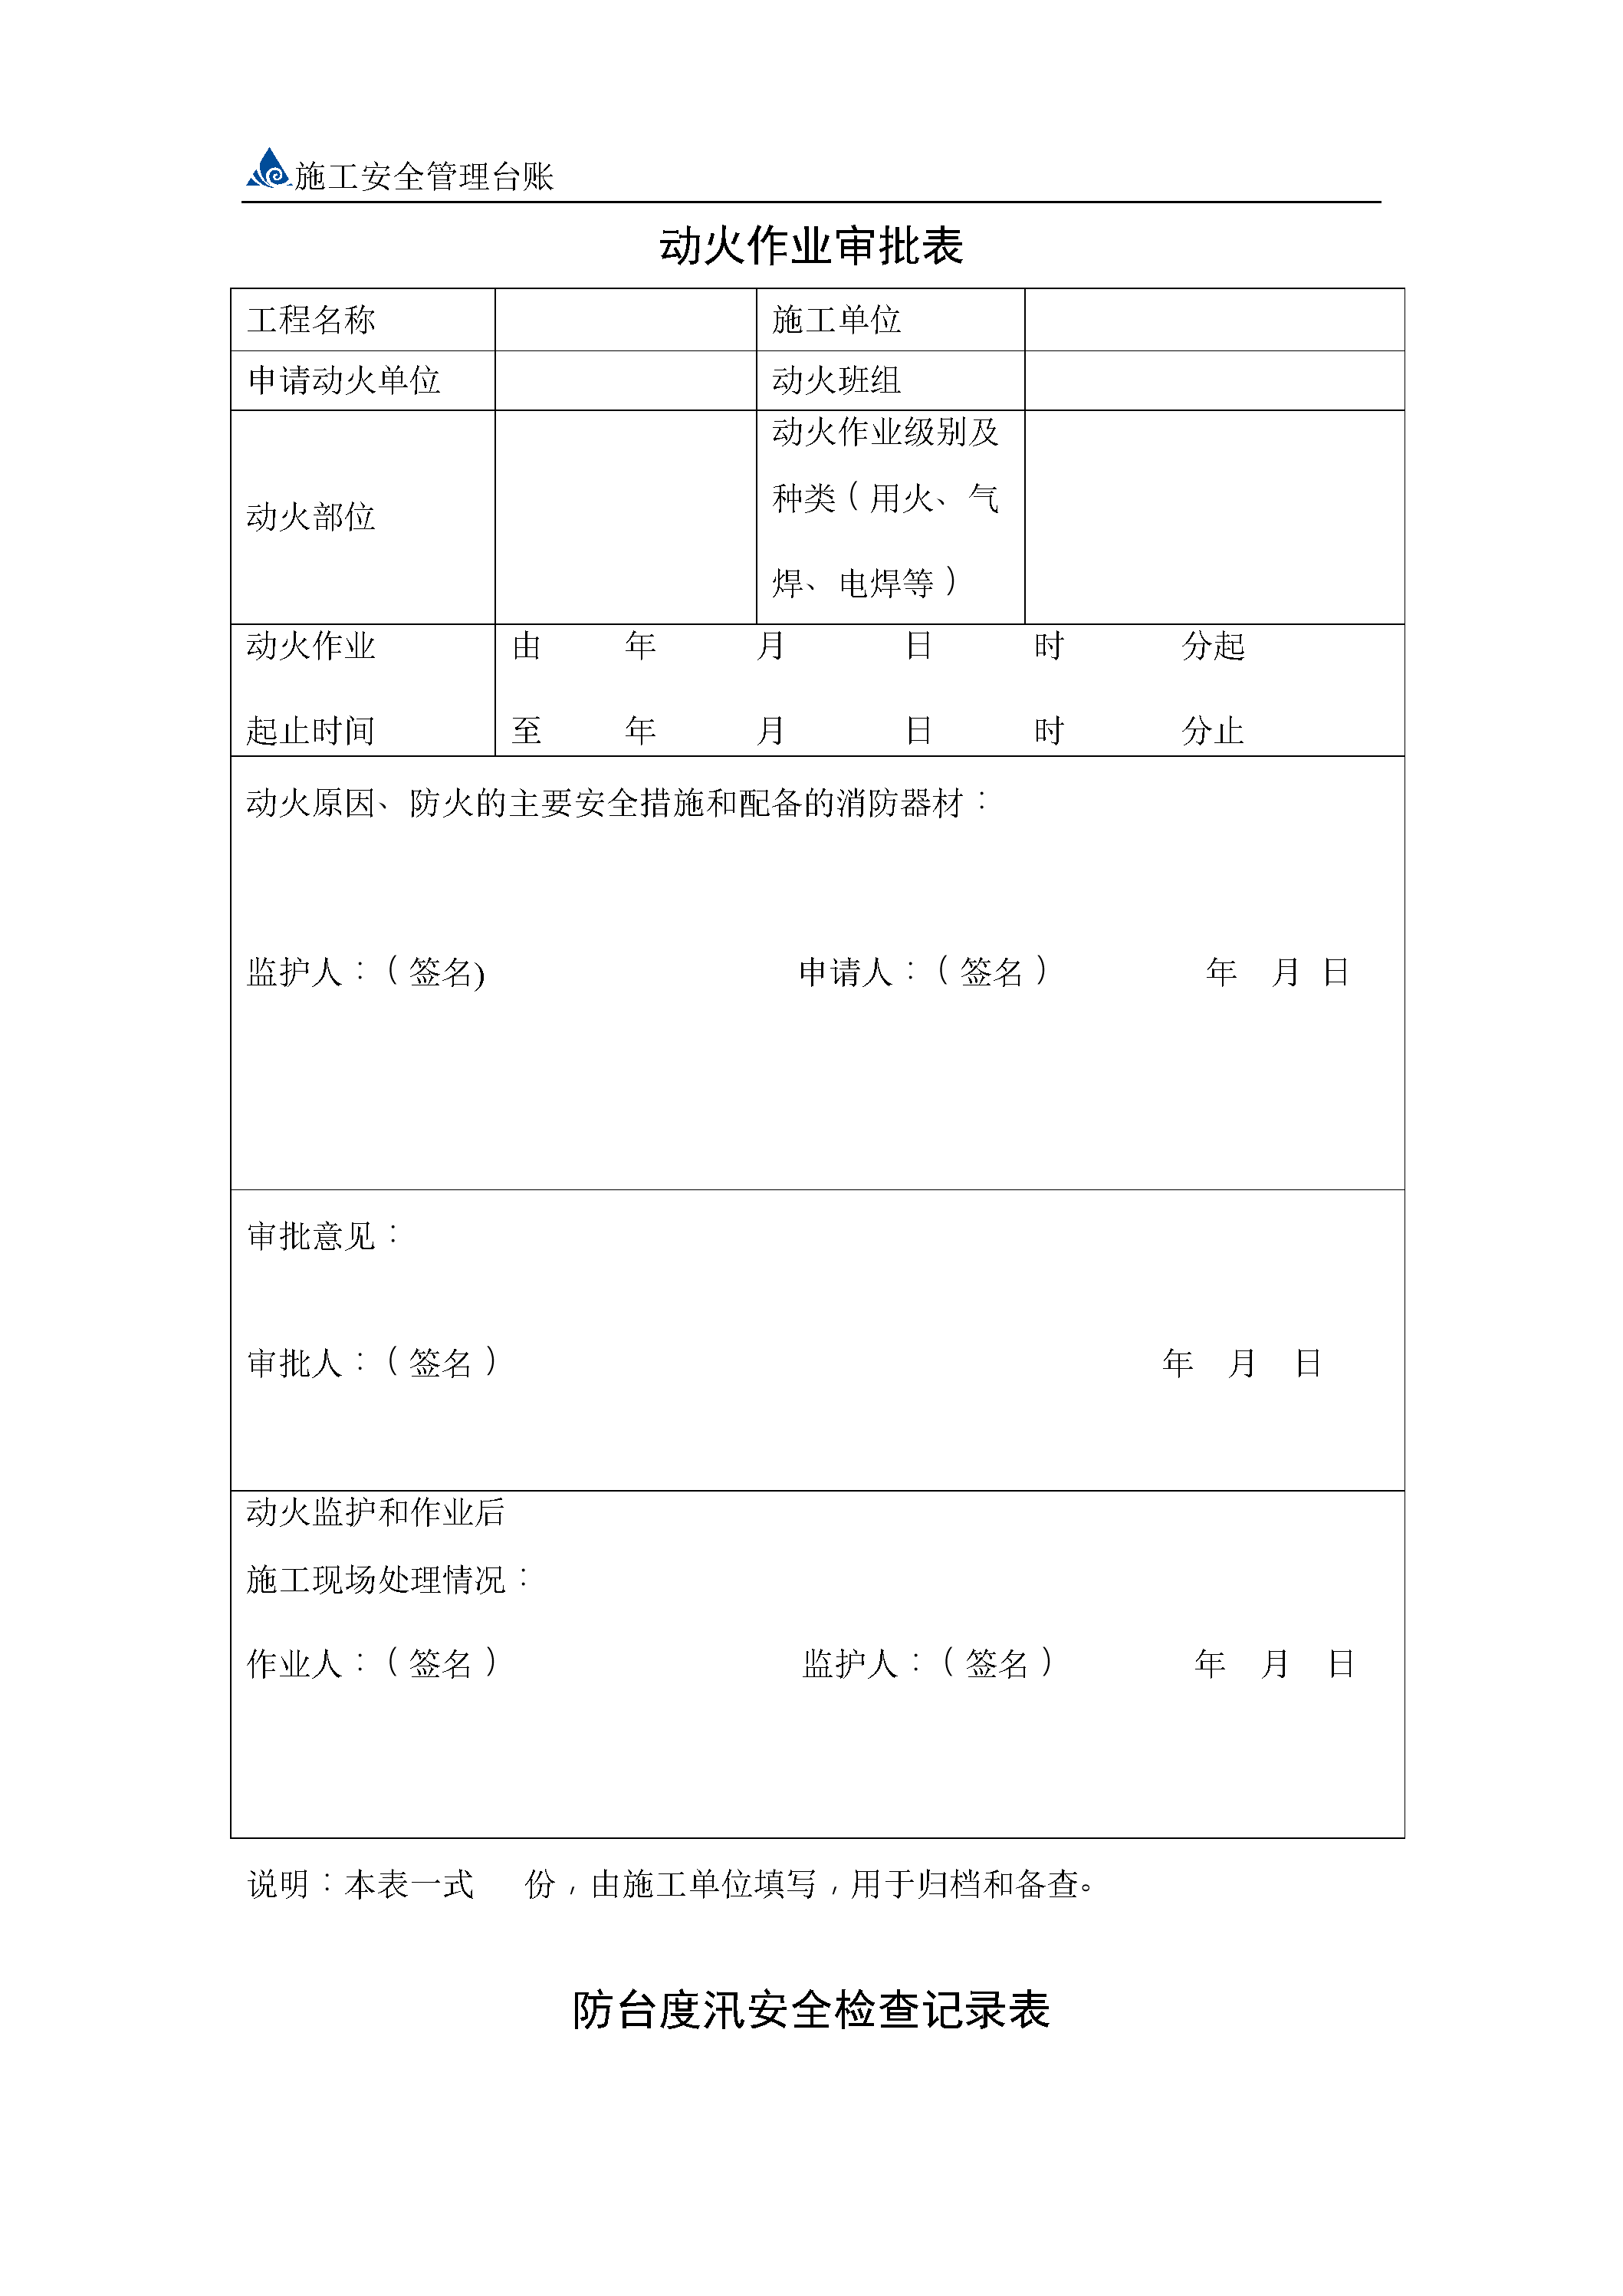 施工安全管理台账
动火作业审批表
工程名称 施工单位
申请动火单位 动火班组
动火部位
动火作业级别及
种类（用火、气
焊、电焊等）
动火作业
起止时间
由 年 月 日 时 分起
至 年 月 日 时 分止
动火原因、防火的主要安全措施和配备的消防器材：
监护人：（签名) 申请人：（签名） 年 月 日
审批意见：
审批人：（签名） 年 月 日
动火监护和作业后
施工现场处理情况：
作业人：（签名） 监护人：（签名） 年 月 日
说明：本表一式 份，由施工单位填写，用于归档和备查。
防台度汛安全检查记录表